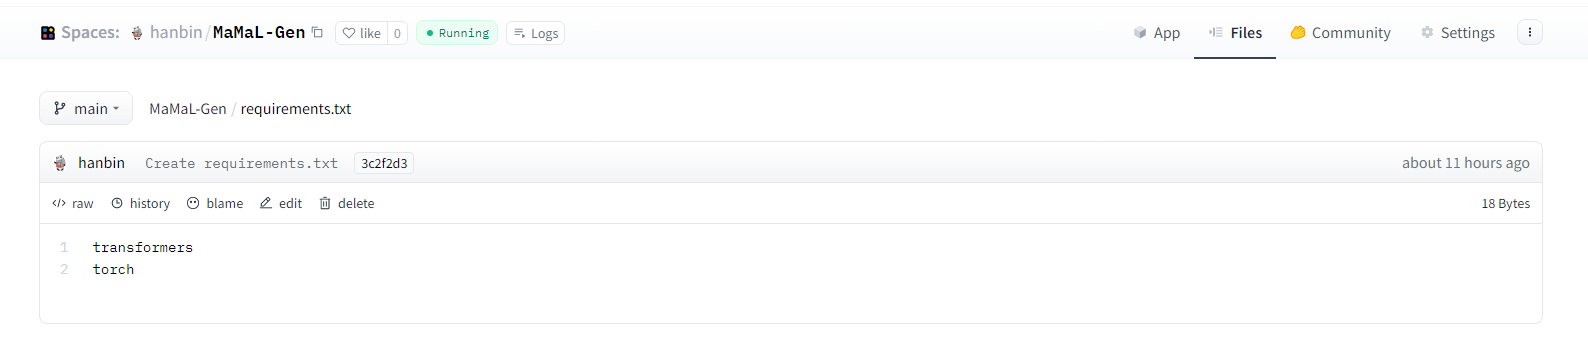 Spaces: hanbin/MaMaL-Gen like 0 Running Logs App Files Community Settings
main MaMaL-Gen / requirements.txt
hanbin Create requirements.txt 3c2f2d3 about 11 hours ago
raw history blame edit delete 18 Bytes
1 transformers
2 torch